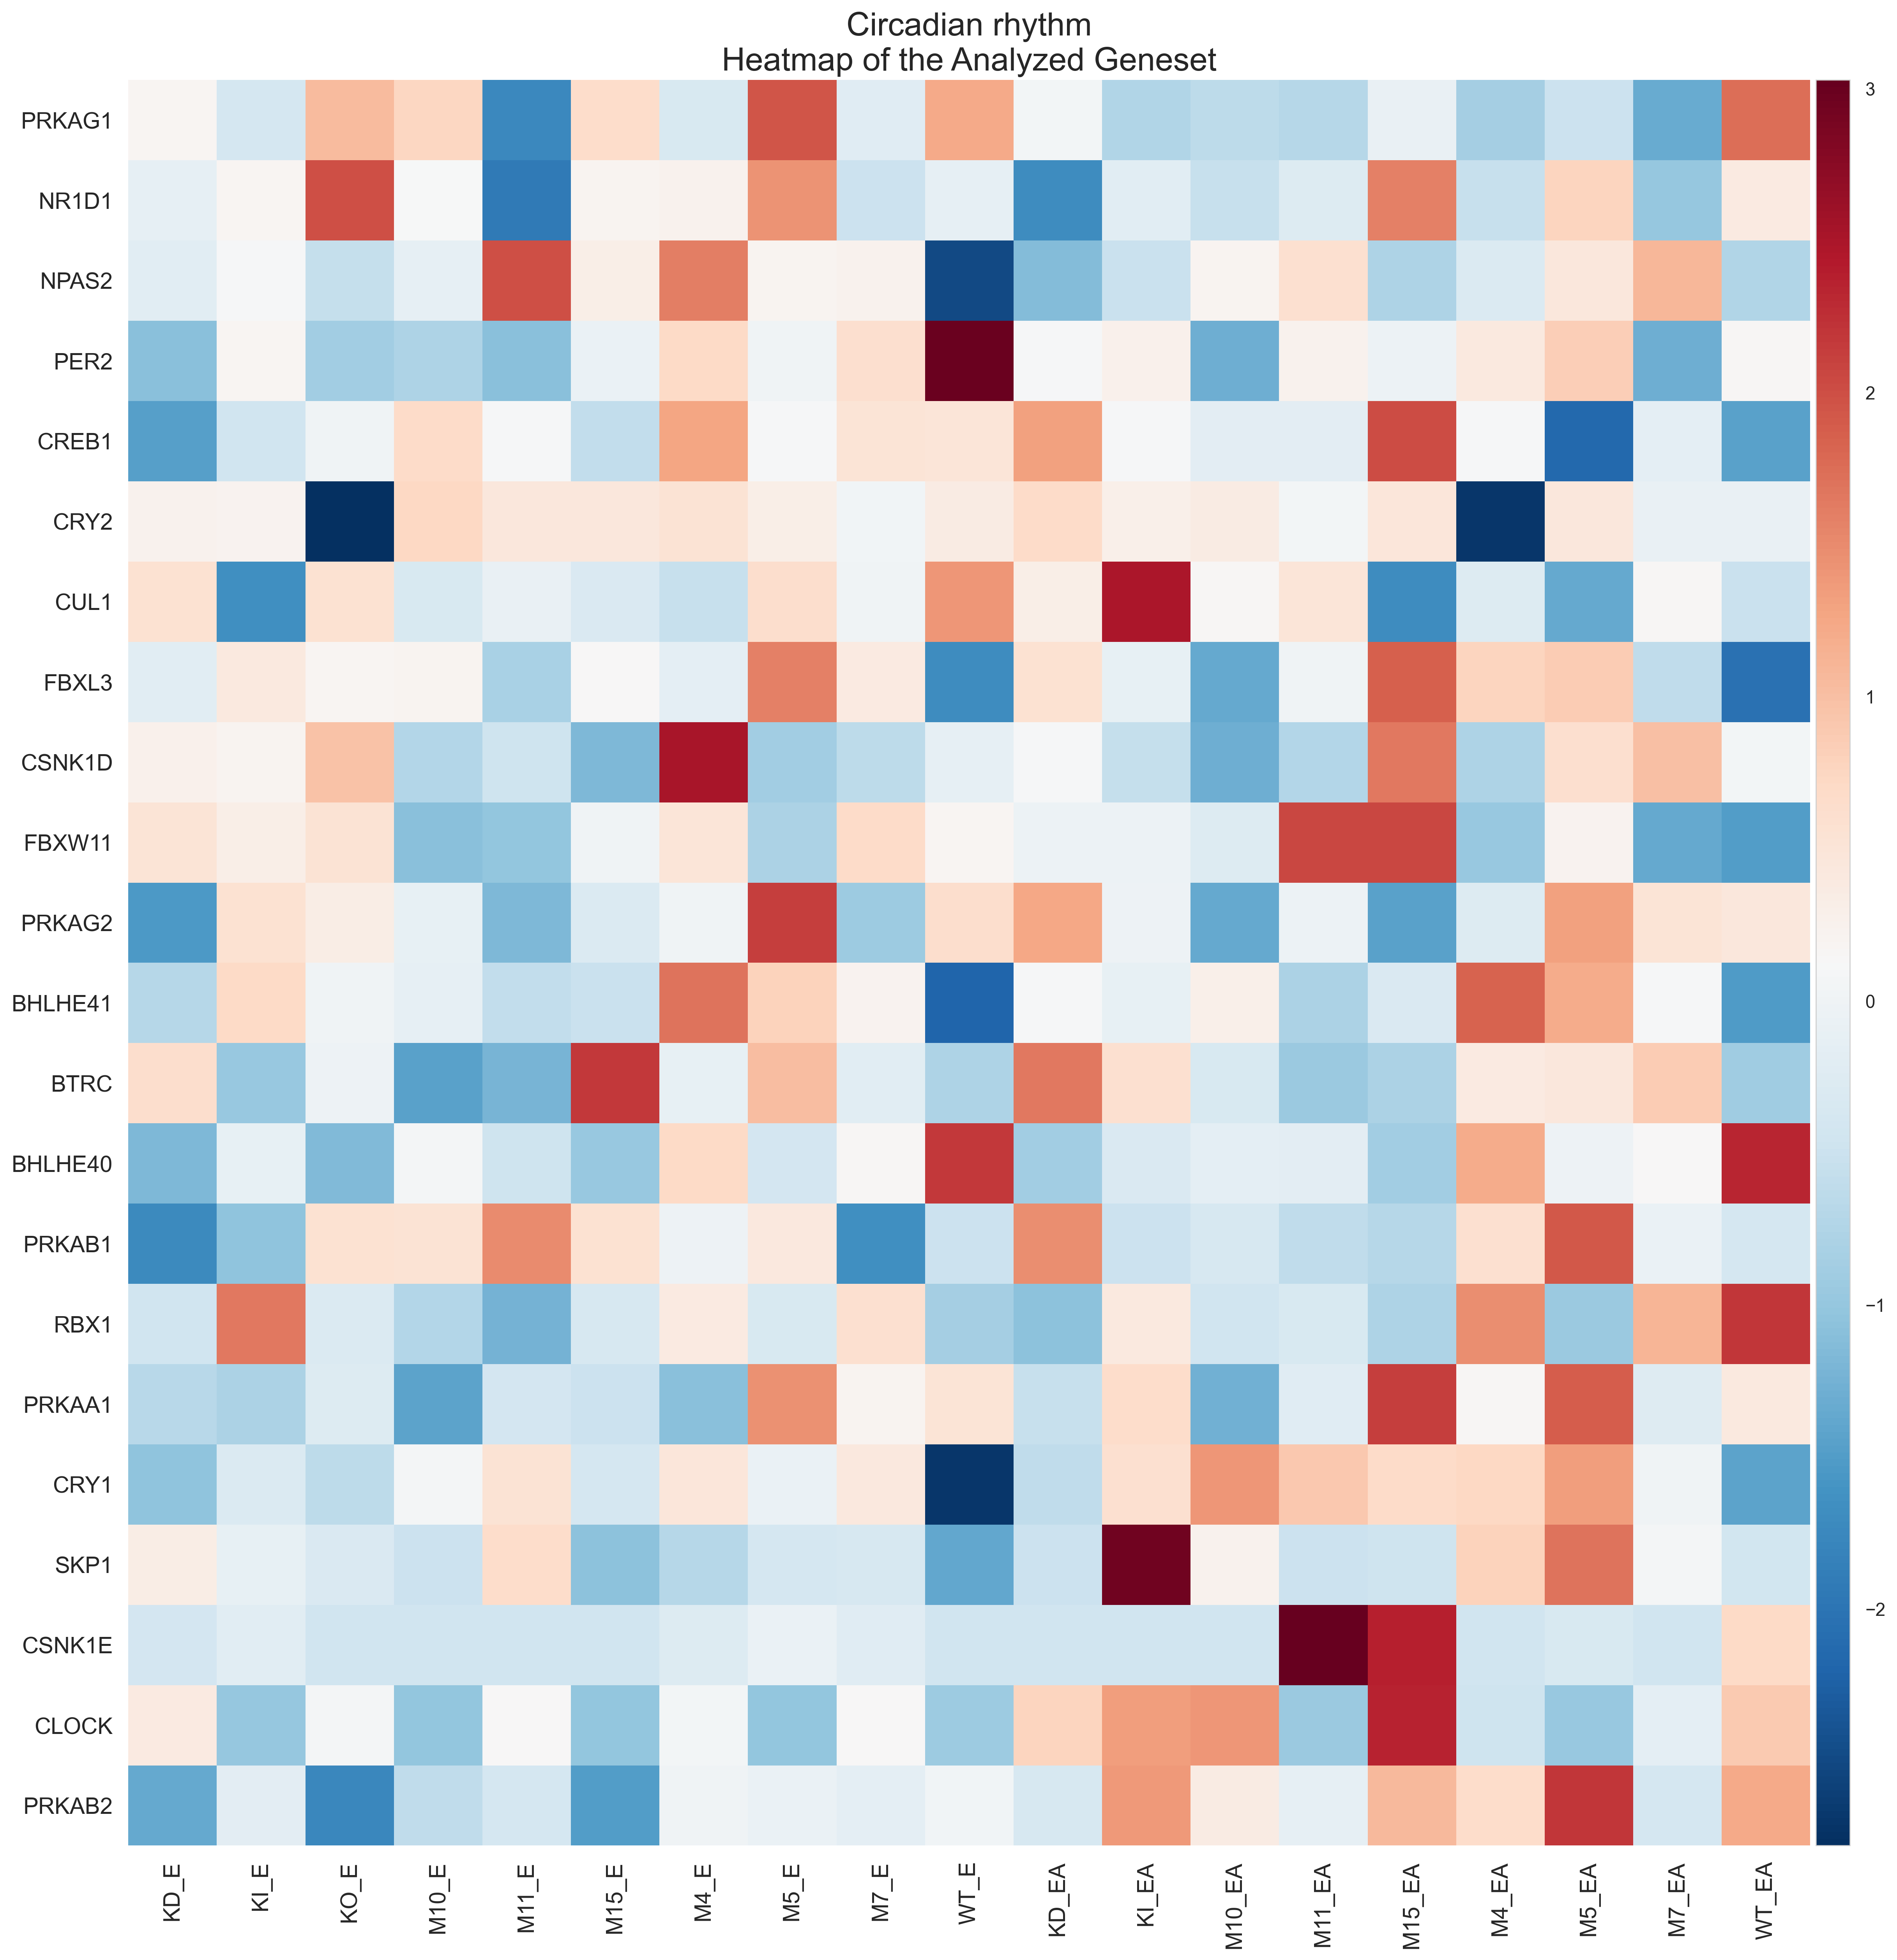 Circadian rhythm
Heatmap of the Analyzed Geneset
PRKAG1
NR1D1
NPAS2
PER2
CREB1
CRY2
CUL1
FBXL3
CSNK1D
FBXW11
PRKAG2
BHLHE41
BTRC
BHLHE40
PRKAB1
RBX1
PRKAA1
CRY1
SKP1
CSNK1E
CLOCK
PRKAB2
3
2
1
0
−1
−2
KD_E
KI_E
KO_E
M10_E
M11_E
M15_E
M4_E
M5_E
M7_E
WT_E
KD_EA
KI_EA
M10_EA
M11_EA
M15_EA
M4_EA
M5_EA
M7_EA
WT_EA